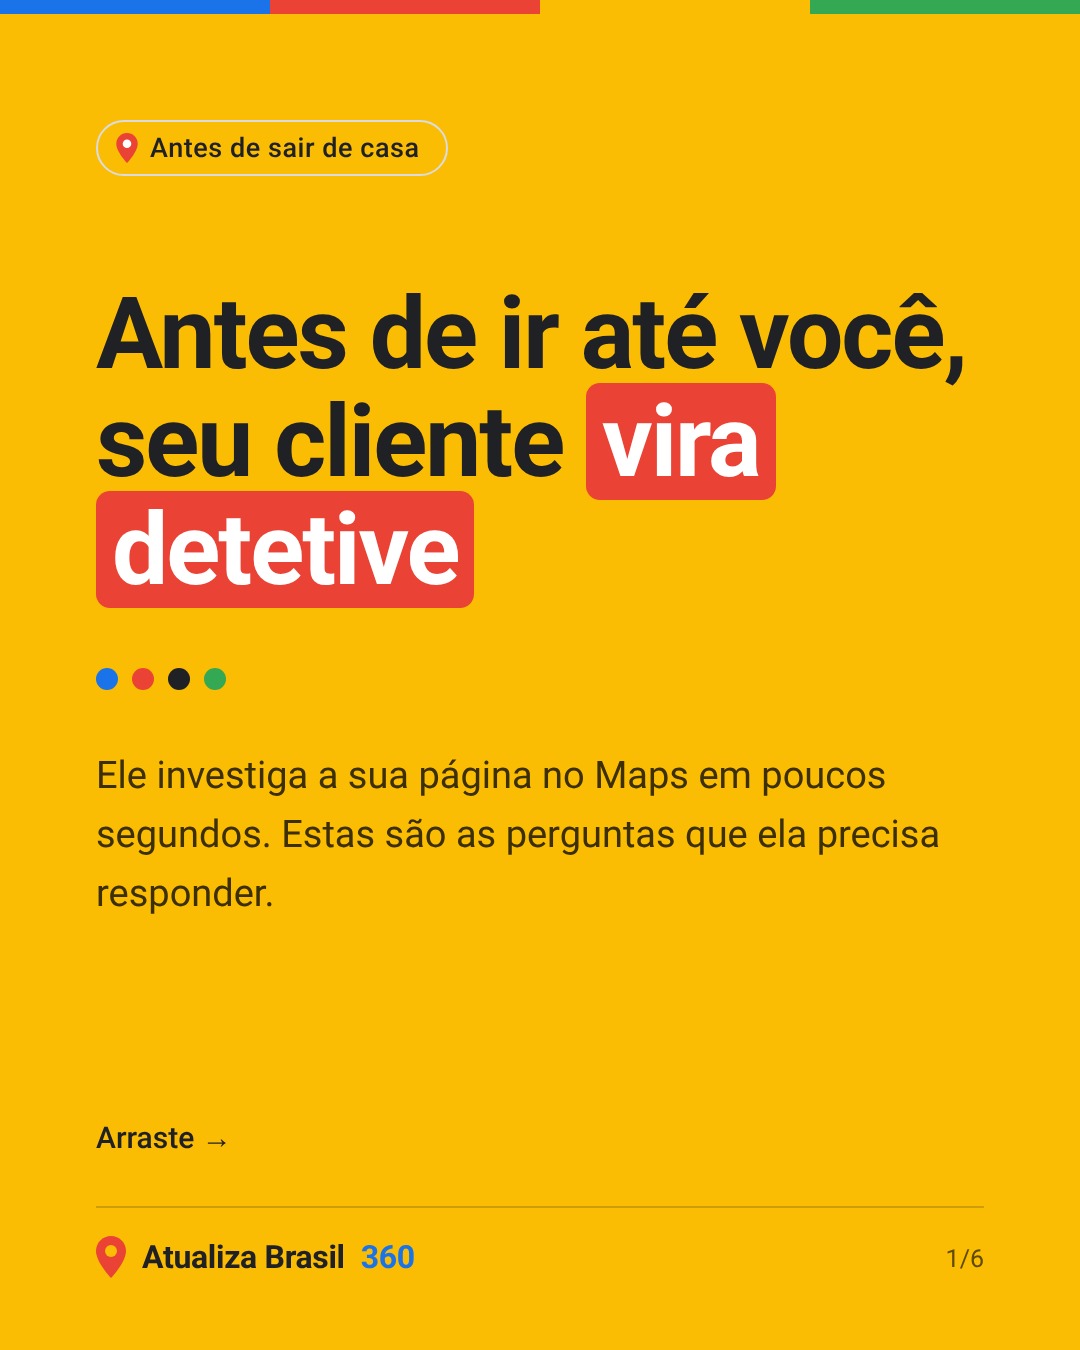 Antes de sair de casa
Antes de ir até você,
seu cliente vira
detetive
Ele investiga a sua página no Maps em poucos
segundos. Estas são as perguntas que ela precisa
responder.
Arraste →
Atualiza Brasil 360
1/6